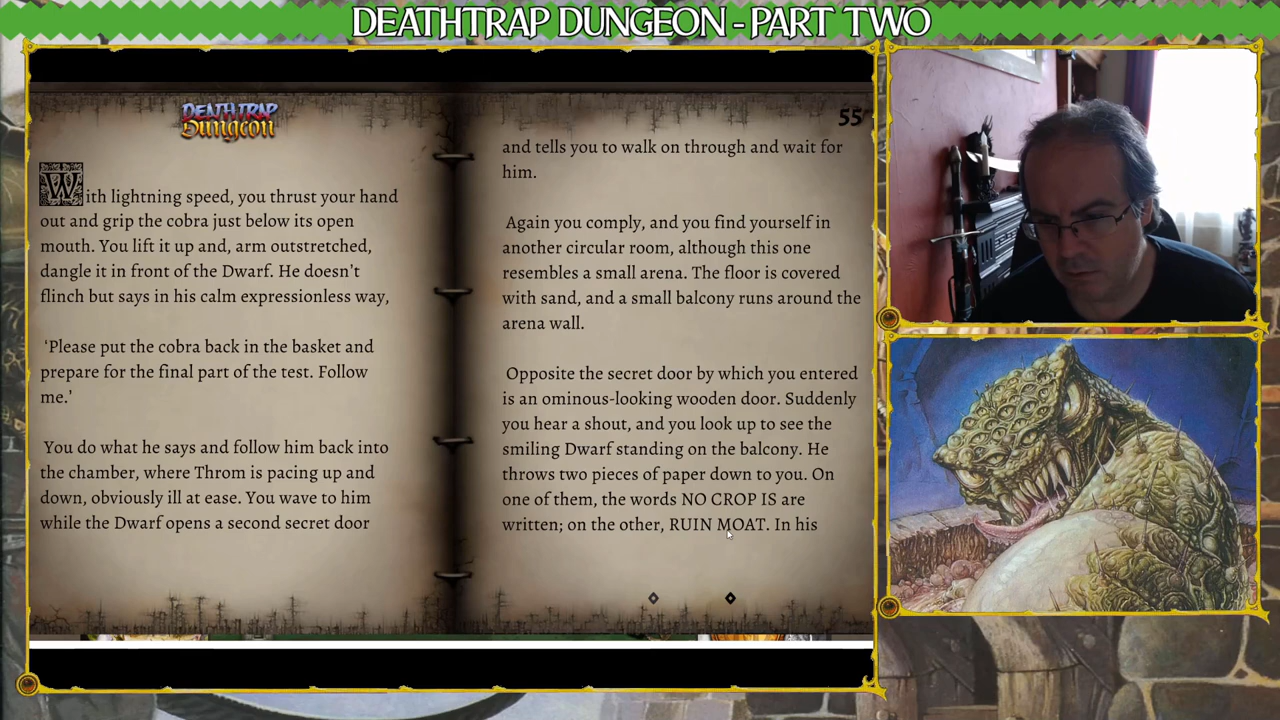 DEATHTRAP DUNGEON - PART TWO
DEATHTRAP
Dungeon
55
With lightning speed, you thrust your hand
out and grip the cobra just below its open
mouth. You lift it up and, arm outstretched,
dangle it in front of the Dwarf. He doesn't
flinch but says in his calm expressionless way,
'Please put the cobra back in the basket and
prepare for the final part of the test. Follow
me.'
You do what he says and follow him back into
the chamber, where Throm is pacing up and
down, obviously ill at ease. You wave to him
while the Dwarf opens a second secret door
and tells you to walk on through and wait for
him.
Again you comply, and you find yourself in
another circular room, although this one
resembles a small arena. The floor is covered
with sand, and a small balcony runs around the
arena wall.
Opposite the secret door by which you entered
is an ominous-looking wooden door. Suddenly
you hear a shout, and you look up to see the
smiling Dwarf standing on the balcony. He
throws two pieces of paper down to you. On
one of them, the words NO CROP IS are
written; on the other, RUIN MOAT. In his